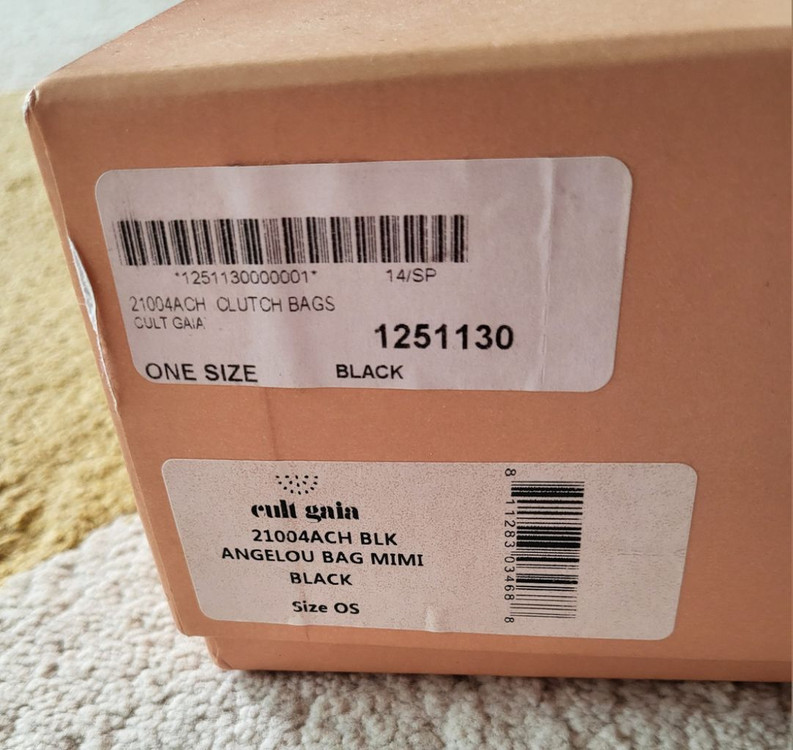 *1251130000001* 14/SP
21004ACH CLUTCH BAGS
CULT GAIA
1251130
ONE SIZE BLACK
cult gaia
21004ACH BLK
ANGELOU BAG MIMI
BLACK
Size OS
8 11283 03468 8